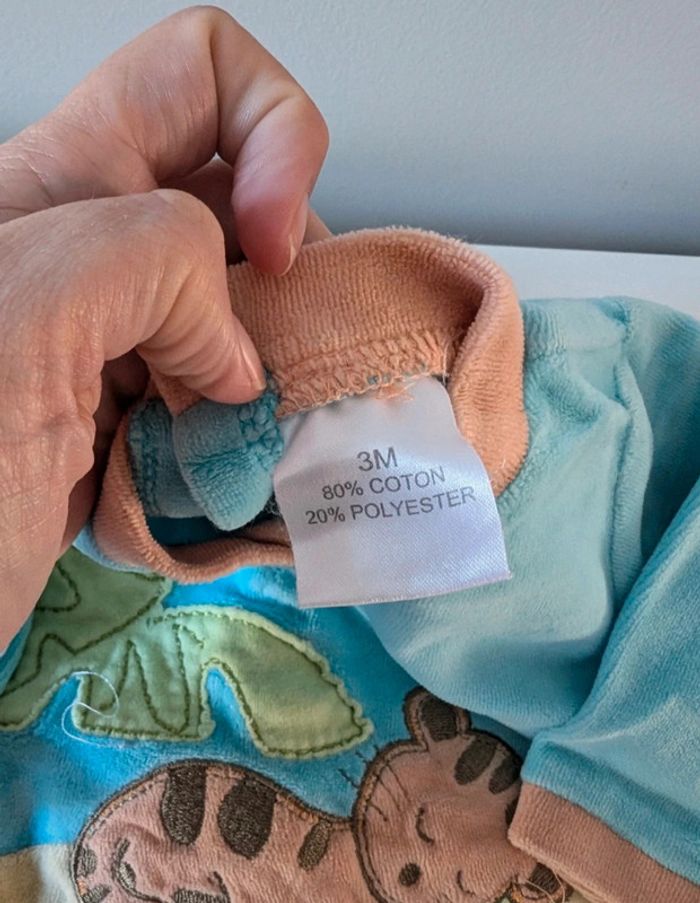 3M
80% COTON
20% POLYESTER